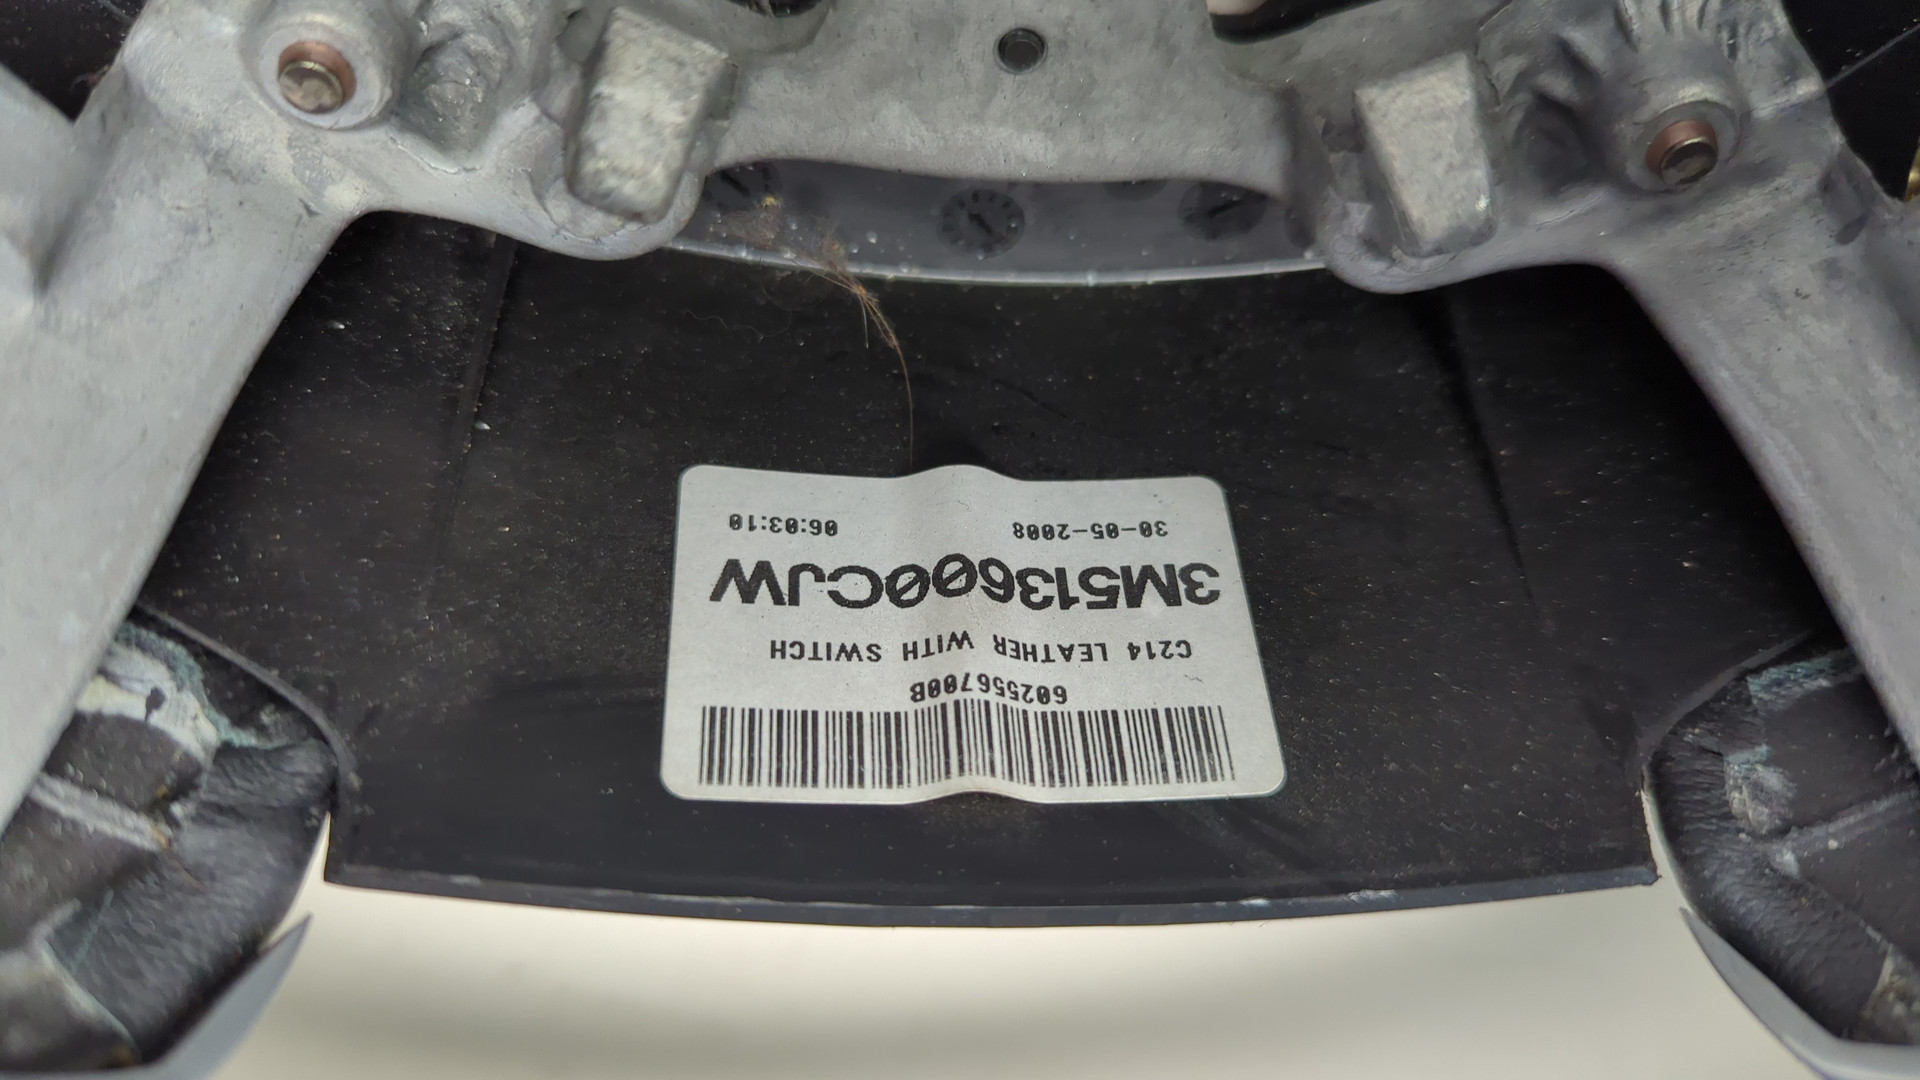 602556700B
C214 LEATHER WITH SWITCH
3M513600CJW
30-05-2008 06:03:10